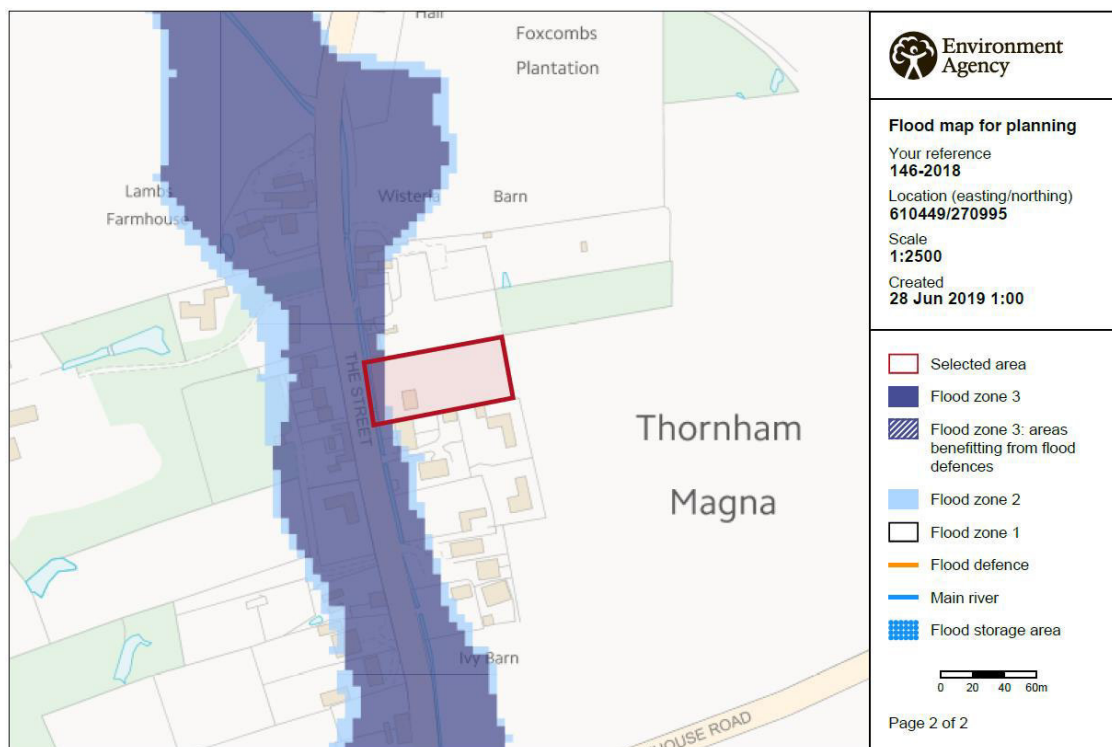 Hall
Foxcombs
Plantation
Lambs
Farmhouse
Wisteria
Barn
THE STREET
Thornham
Magna
Ivy Barn
HOUSE ROAD
Environment
Agency
Flood map for planning
Your reference
146-2018
Location (easting/northing)
610449/270995
Scale
1:2500
Created
28 Jun 2019 1:00
Selected area
Flood zone 3
Flood zone 3: areas
benefitting from flood
defences
Flood zone 2
Flood zone 1
Flood defence
Main river
Flood storage area
0 20 40 60m
Page 2 of 2